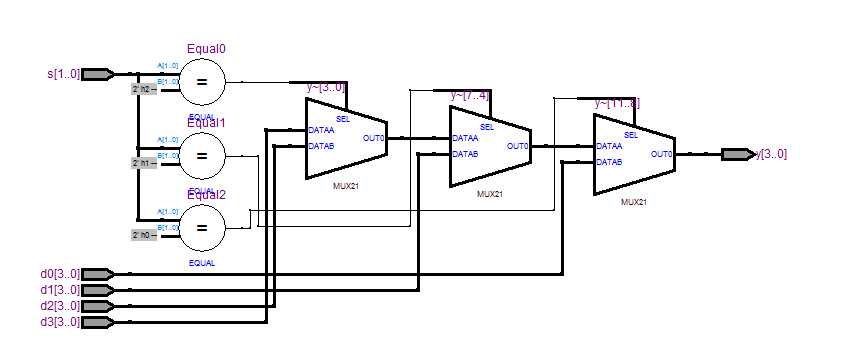 Equal0
s[1..0]
A[1..0]
B[1..0]
2' h2
=
EQUAL
y~[3..0]
SEL
DATAA
DATAB
OUT0
MUX21
y~[7..4]
SEL
DATAA
DATAB
OUT0
MUX21
y~[11..8]
SEL
DATAA
DATAB
OUT0
MUX21
y[3..0]
Equal1
A[1..0]
B[1..0]
2' h1
=
EQUAL
Equal2
A[1..0]
B[1..0]
2' h0
=
EQUAL
d0[3..0]
d1[3..0]
d2[3..0]
d3[3..0]